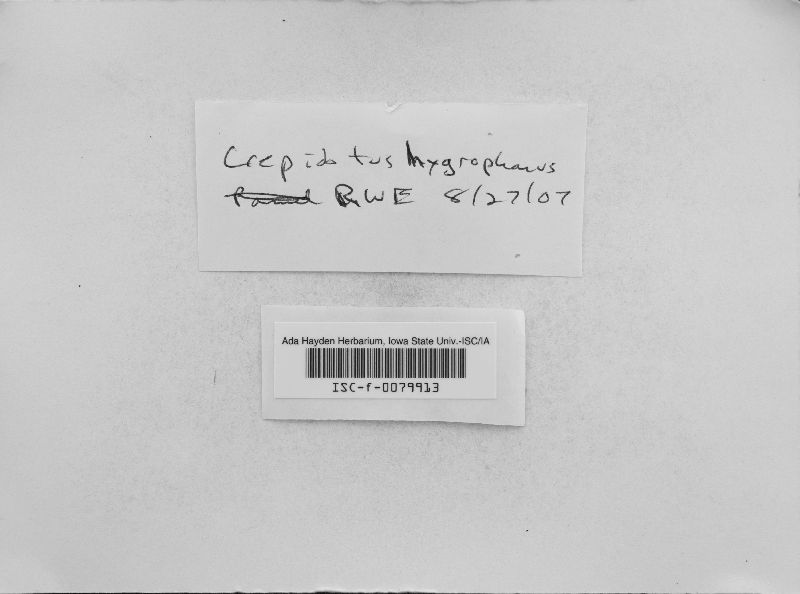 Crepidotus hygrophanus
RWE 8/27/07
Ada Hayden Herbarium, Iowa State Univ.-ISC/IA
ISC-f-0079913